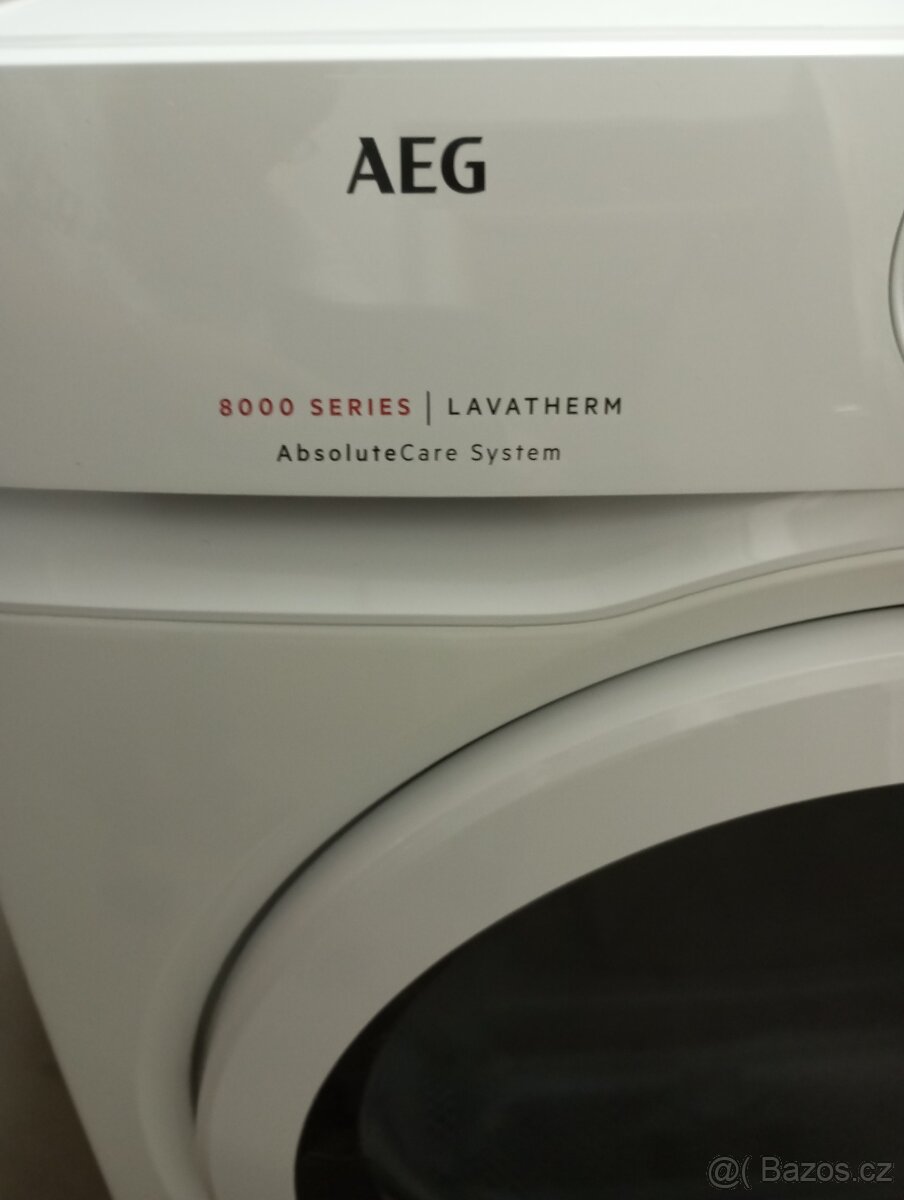 AEG
8000 SERIES | LAVATHERM
AbsoluteCare System
@( Bazos.cz